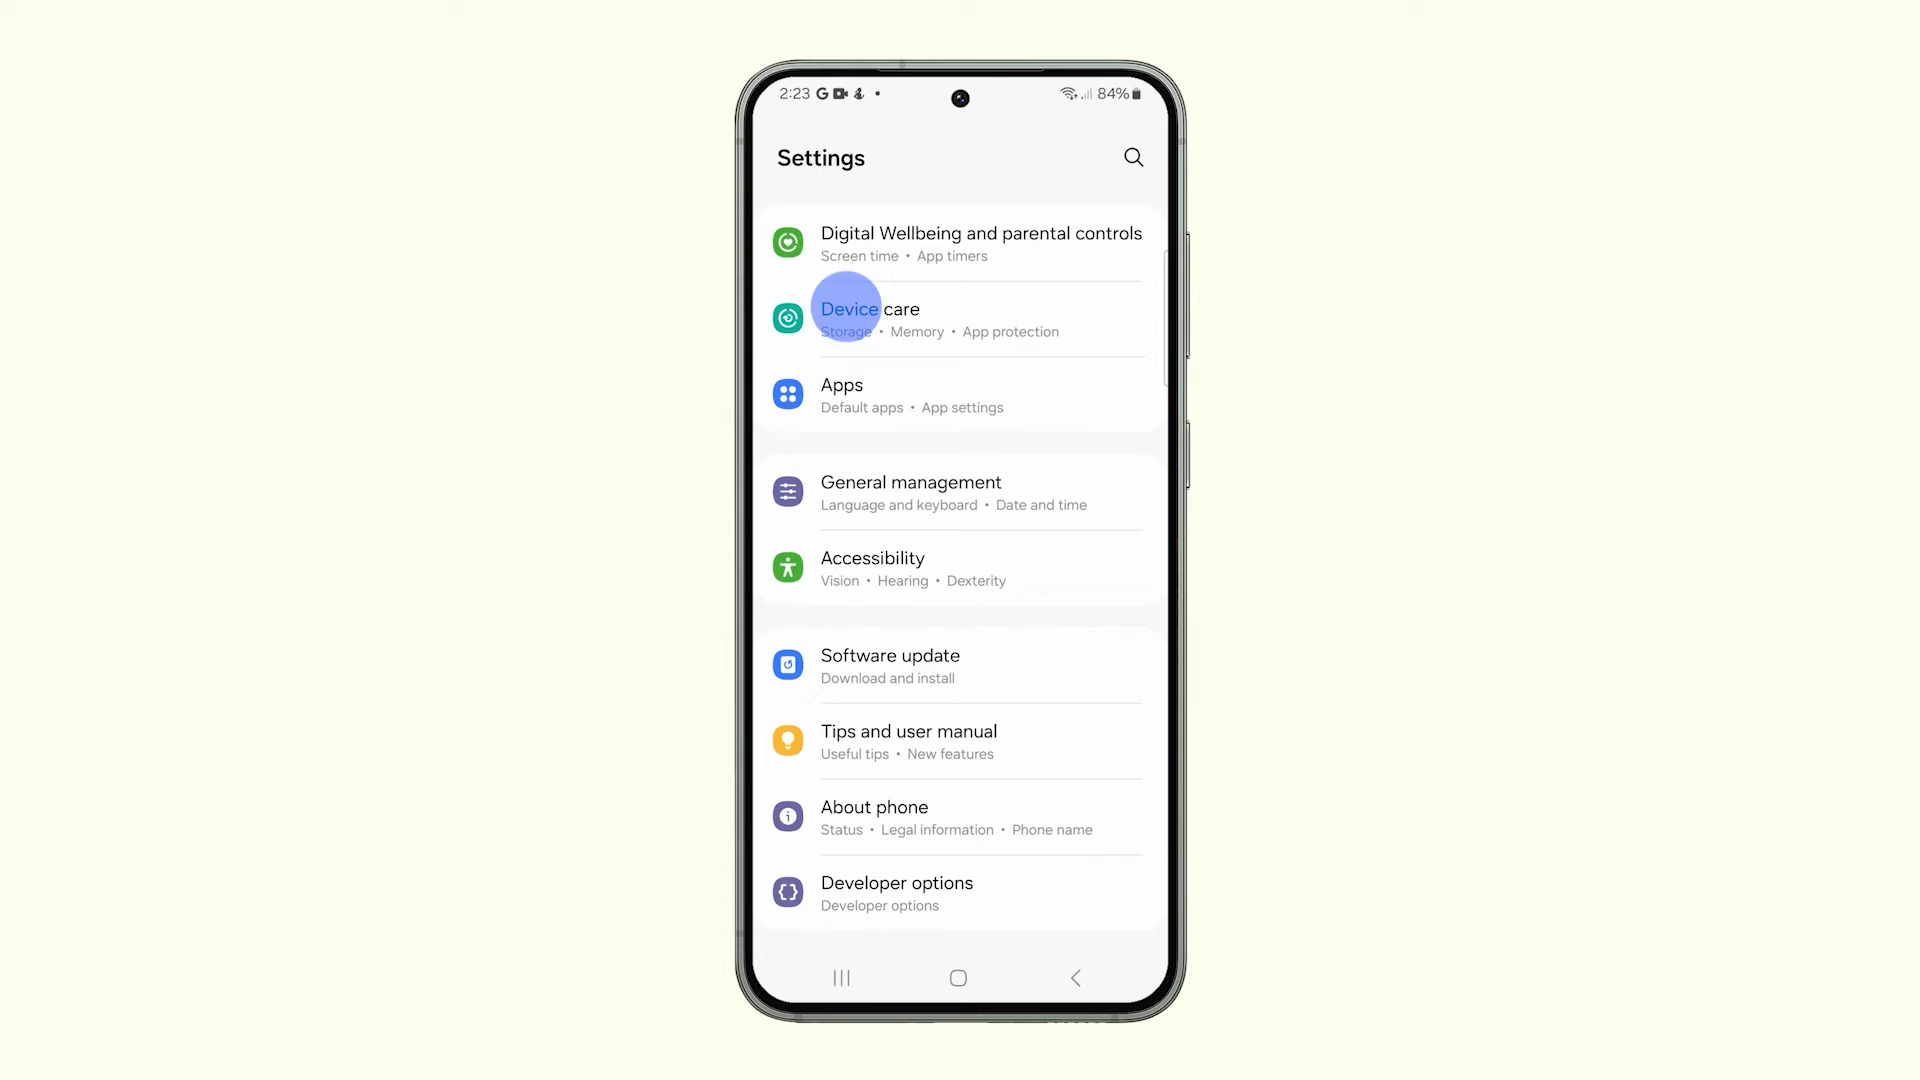 2:23 G 84%
Settings
Digital Wellbeing and parental controls
Screen time • App timers
Device care
Storage • Memory • App protection
Apps
Default apps • App settings
General management
Language and keyboard • Date and time
Accessibility
Vision • Hearing • Dexterity
Software update
Download and install
Tips and user manual
Useful tips • New features
About phone
Status • Legal information • Phone name
Developer options
Developer options